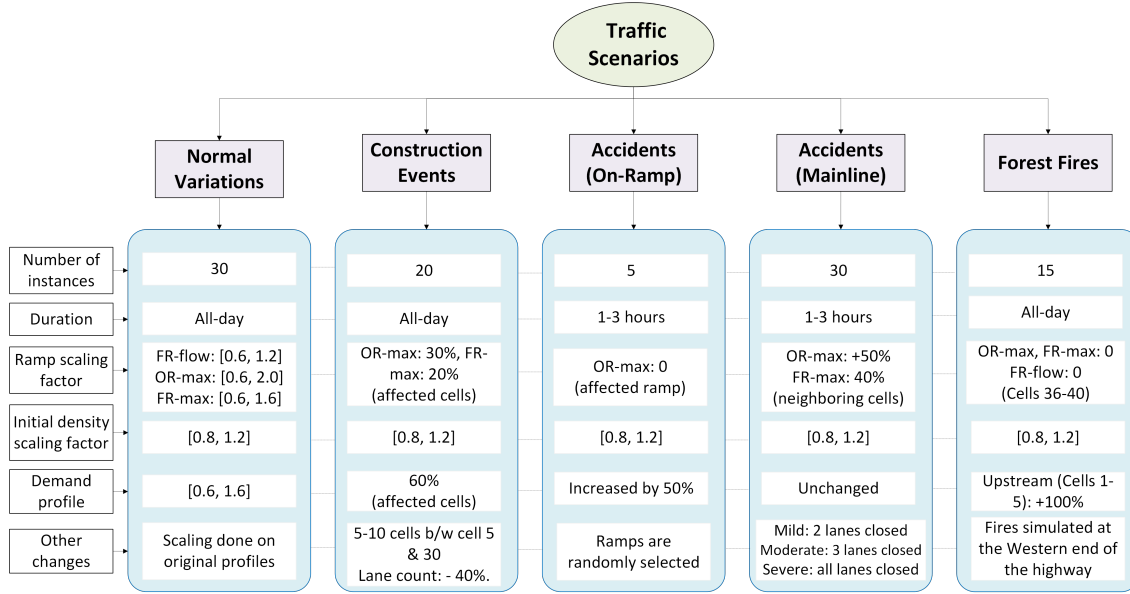 Traffic
Scenarios
Normal
Variations
Construction
Events
Accidents
(On-Ramp)
Accidents
(Mainline)
Forest Fires
Number of
instances
30
20
5
30
15
Duration
All-day
All-day
1-3 hours
1-3 hours
All-day
Ramp scaling
factor
FR-flow: [0.6, 1.2]
OR-max: [0.6, 2.0]
FR-max: [0.6, 1.6]
OR-max: 30%, FR-
max: 20%
(affected cells)
OR-max: 0
(affected ramp)
OR-max: +50%
FR-max: 40%
(neighboring cells)
OR-max, FR-max: 0
FR-flow: 0
(Cells 36-40)
Initial density
scaling factor
[0.8, 1.2]
[0.8, 1.2]
[0.8, 1.2]
[0.8, 1.2]
[0.8, 1.2]
Demand
profile
[0.6, 1.6]
60%
(affected cells)
Increased by 50%
Unchanged
Upstream (Cells 1-
5): +100%
Other
changes
Scaling done on
original profiles
5-10 cells b/w cell 5
& 30
Lane count: - 40%.
Ramps are
randomly selected
Mild: 2 lanes closed
Moderate: 3 lanes closed
Severe: all lanes closed
Fires simulated at
the Western end of
the highway